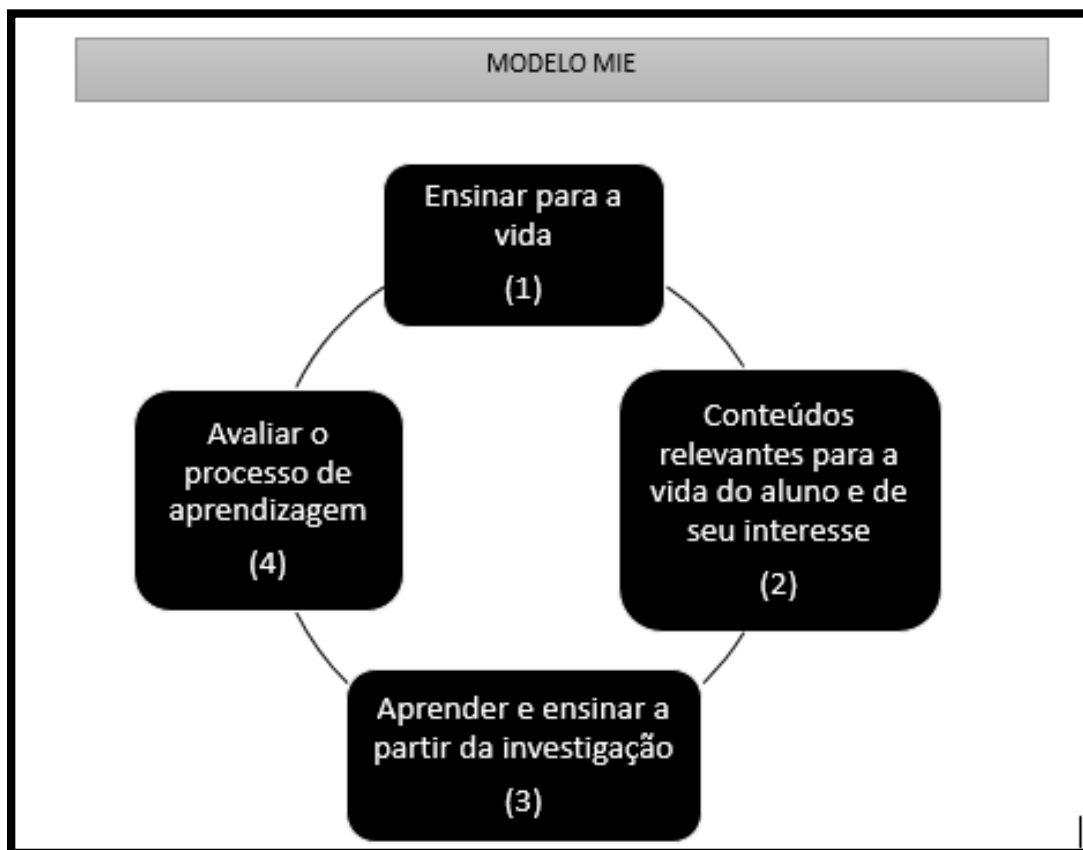 MODELO MIE
Ensinar para a
vida
(1)
Conteúdos
relevantes para a
vida do aluno e de
seu interesse
(2)
Aprender e ensinar a
partir da investigação
(3)
Avaliar o
processo de
aprendizagem
(4)